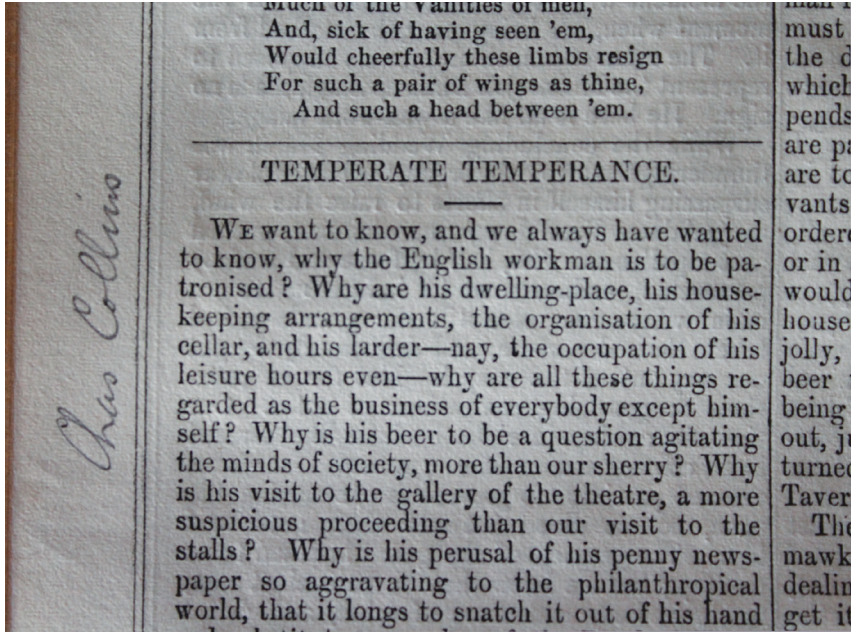 Much of the vanities of men,
And, sick of having seen 'em,
Would cheerfully these limbs resign
For such a pair of wings as thine,
And such a head between 'em.
TEMPERATE TEMPERANCE.
WE want to know, and we always have wanted
to know, why the English workman is to be pa-
tronised? Why are his dwelling-place, his house-
keeping arrangements, the organisation of his
cellar, and his larder—nay, the occupation of his
leisure hours even—why are all these things re-
garded as the business of everybody except him-
self? Why is his beer to be a question agitating
the minds of society, more than our sherry? Why
is his visit to the gallery of the theatre, a more
suspicious proceeding than our visit to the
stalls? Why is his perusal of his penny news-
paper so aggravating to the philanthropical
world, that it longs to snatch it out of his hand
Chas Collins
must
the d
which
pends
are pa
are to
vants
ordere
or in
would
house
jolly,
beer
being
out, ju
turned
Taver
The
mawk
dealin
get it